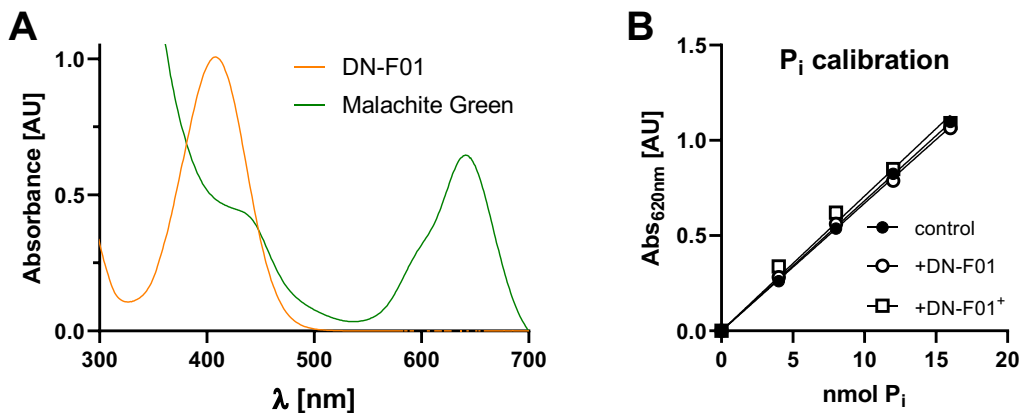 A
Absorbance [AU]
1.0
0.5
0.0
300
400
500
600
700
λ [nm]
DN-F01
Malachite Green
B
Pi calibration
Abs620nm [AU]
1.5
1.0
0.5
0.0
0
5
10
15
20
nmol Pi
control
+DN-F01
+DN-F01⁺